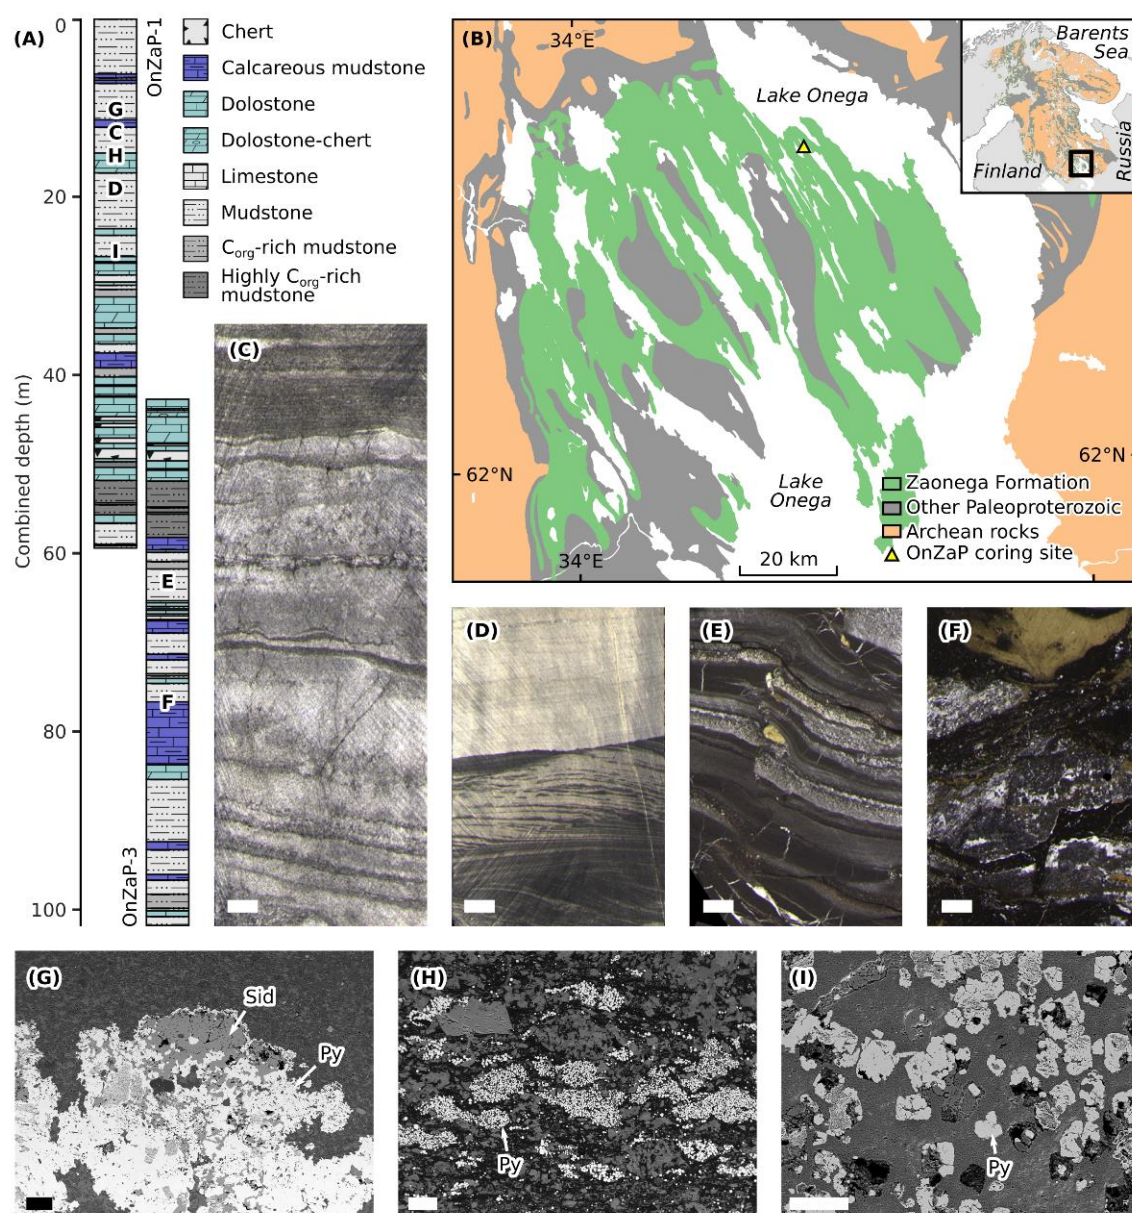 (A)
0
20
40
60
80
100
Combined depth (m)
OnZaP-1
OnZaP-3
G
C
H
D
I
E
F
Chert
Calcareous mudstone
Dolostone
Dolostone-chert
Limestone
Mudstone
Corg-rich mudstone
Highly Corg-rich
mudstone
(B)
34°E
Lake Onega
Barents
Sea
Finland
Russia
62°N
62°N
Lake
Onega
34°E
20 km
Zaonega Formation
Other Paleoproterozoic
Archean rocks
OnZaP coring site
(C)
(D)
(E)
(F)
(G)
Sid
Py
(H)
Py
(I)
Py